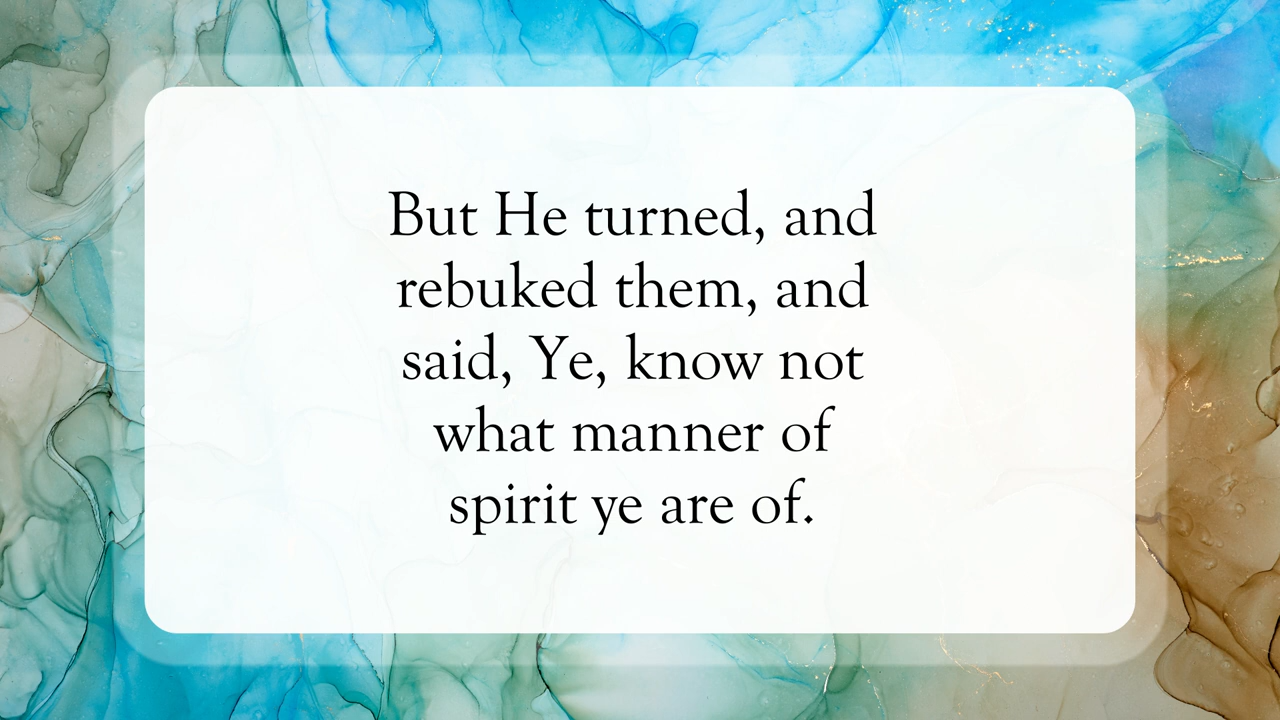 But He turned, and
rebuked them, and
said, Ye, know not
what manner of
spirit ye are of.